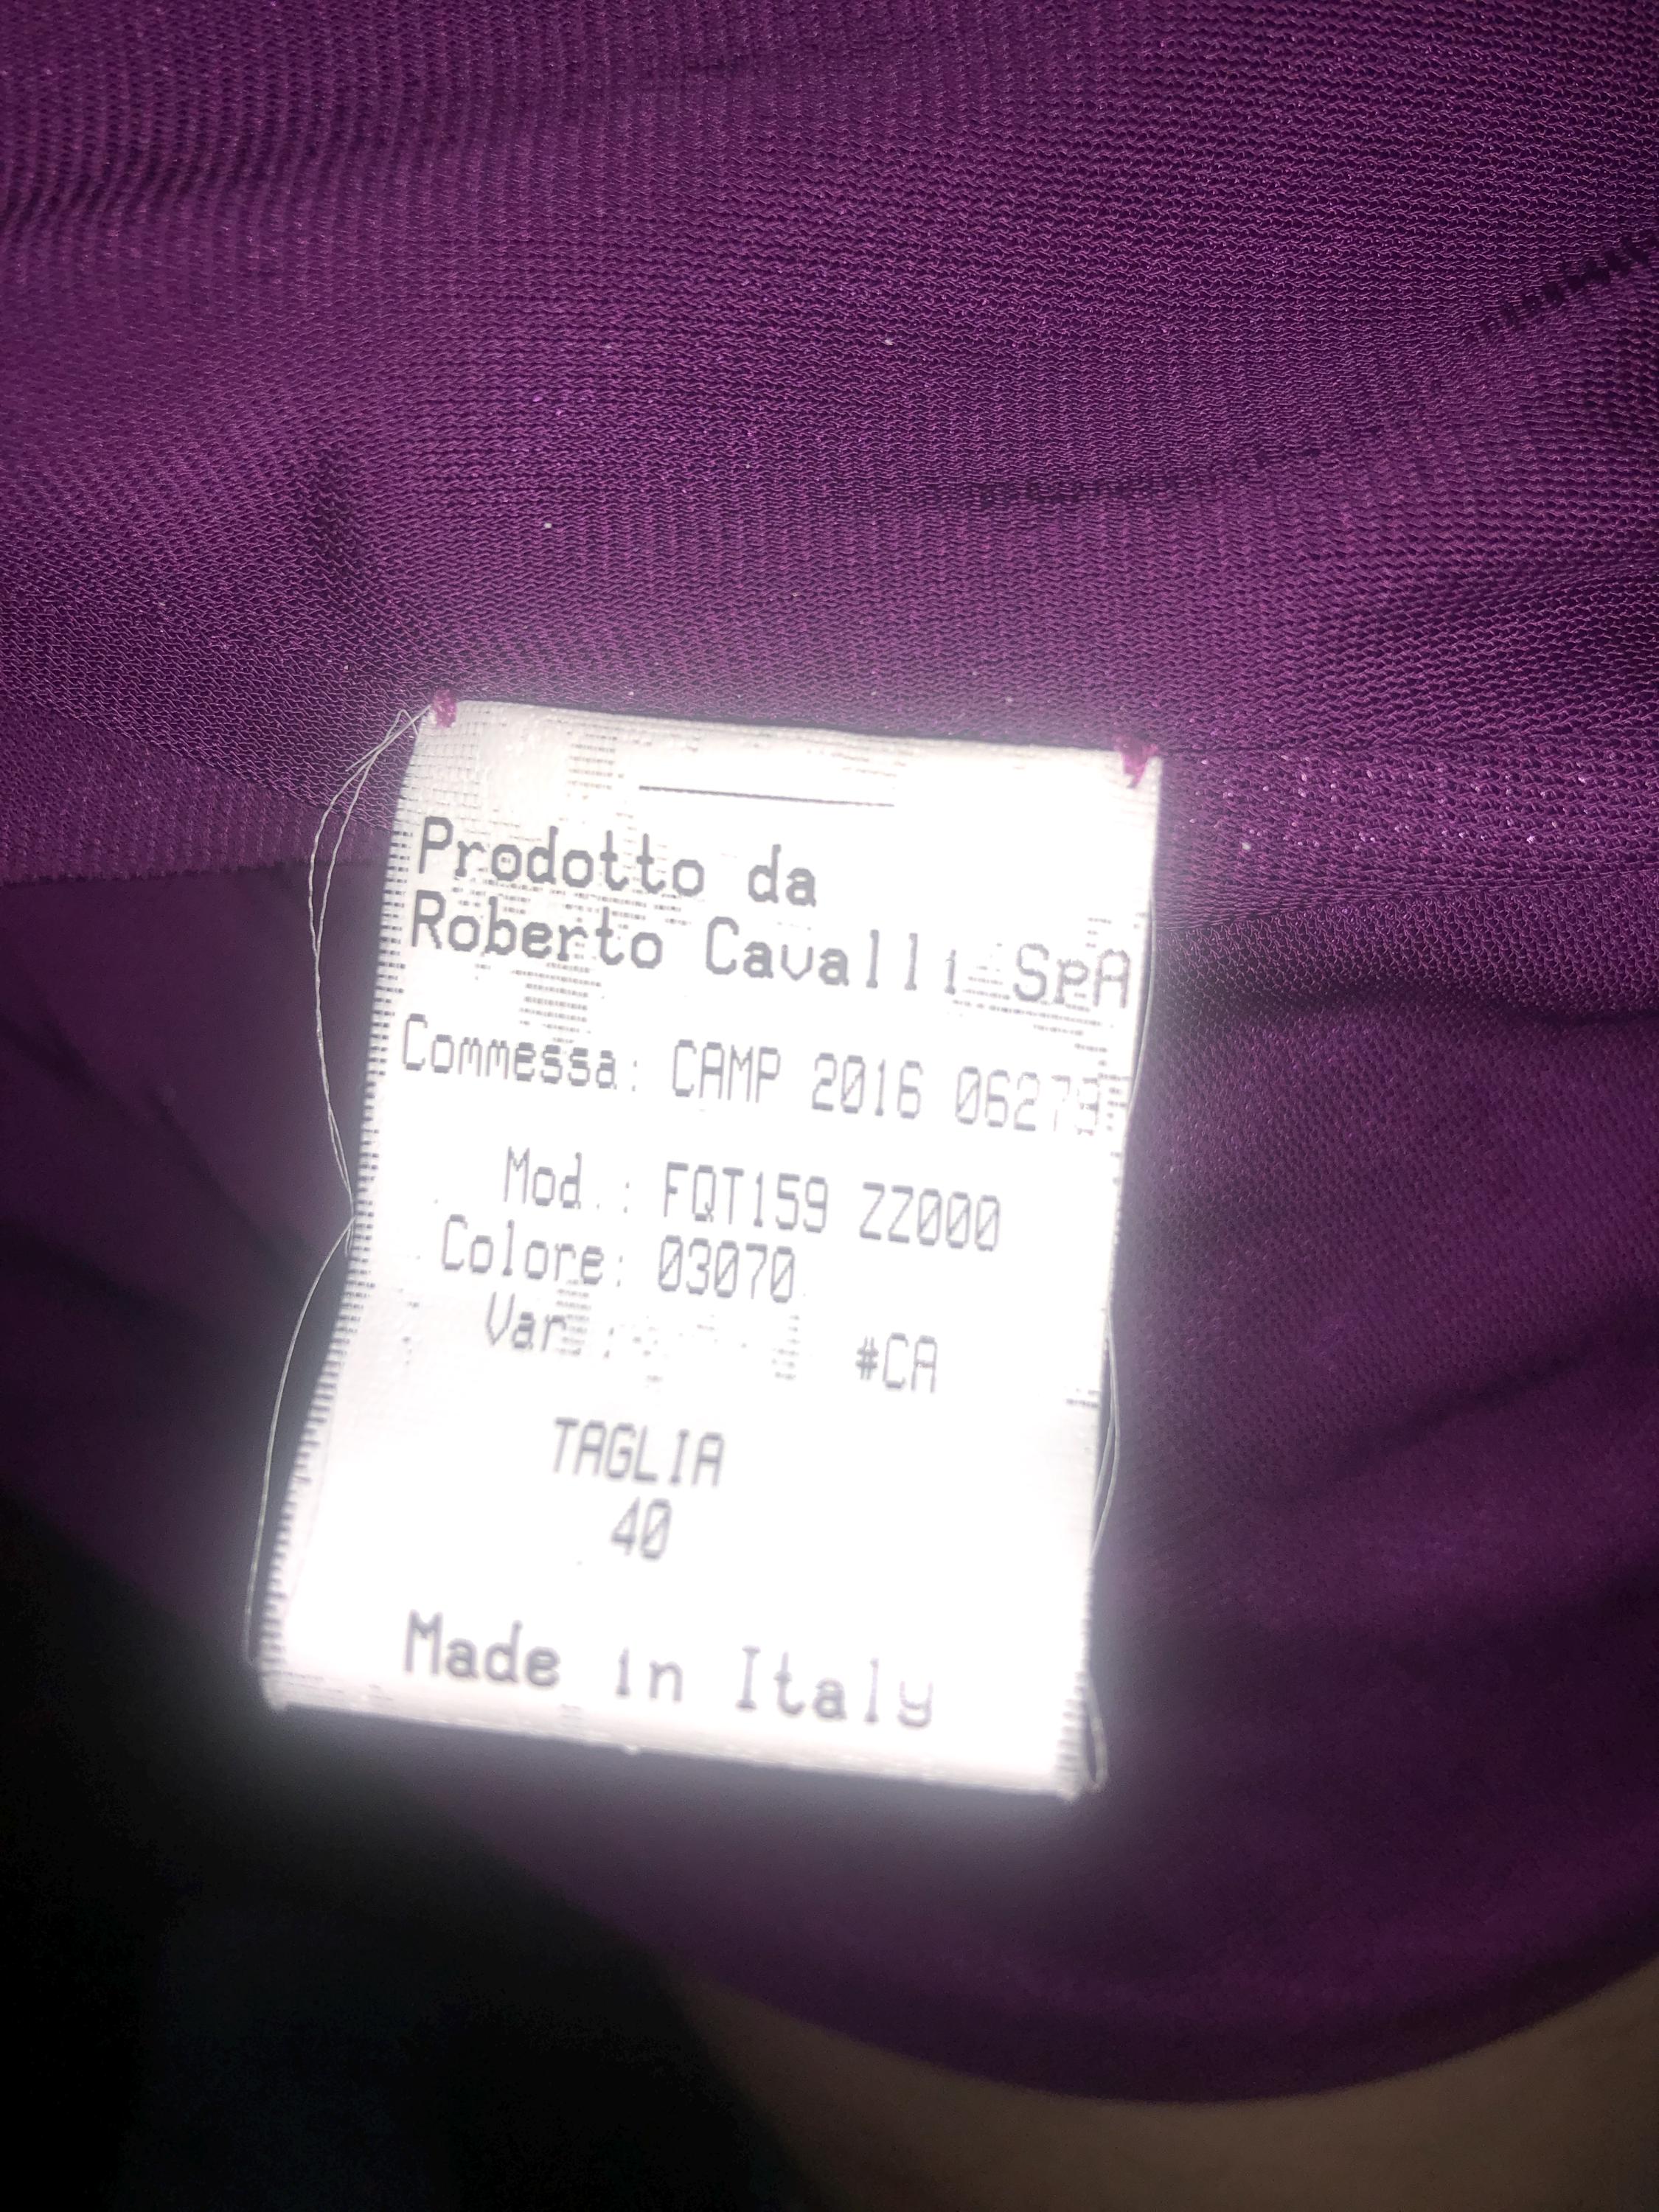 Prodotto da
Roberto Cavalli SpA
Commessa: CAMP 2016
Mod.: FQT159 ZZ000
Colore: 03070
Var #CA
TAGLIA
40
Made in Italy